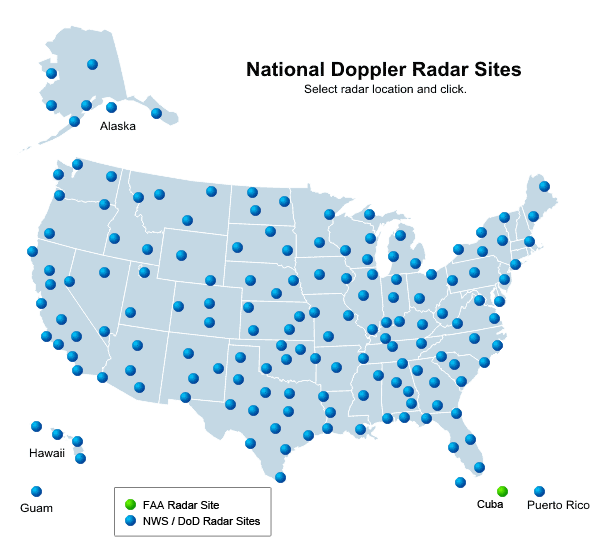 National Doppler Radar Sites
Select radar location and click.
Alaska
Hawaii
Guam
FAA Radar Site
NWS / DoD Radar Sites
Cuba
Puerto Rico